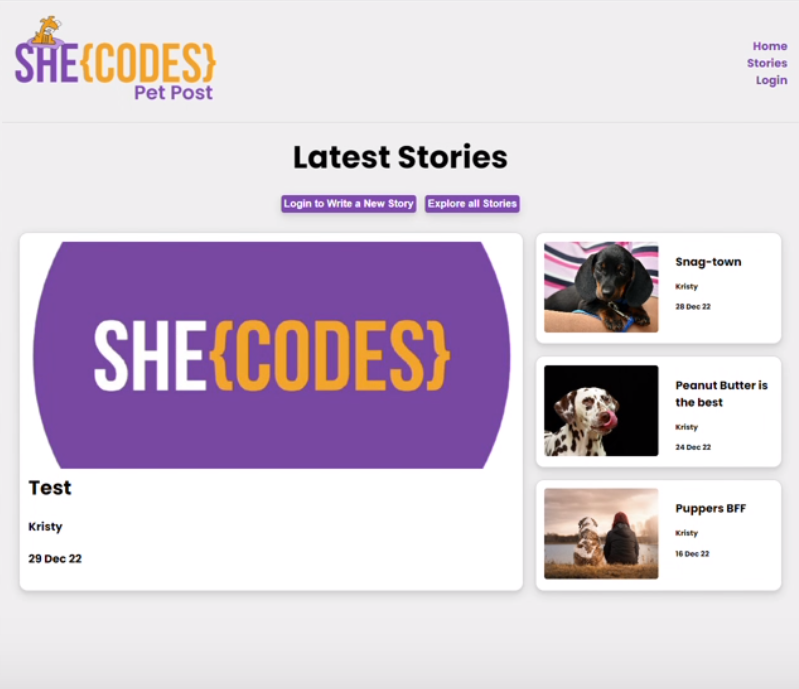 SHE{CODES}
Pet Post
Home
Stories
Login
Latest Stories
Login to Write a New Story
Explore all Stories
SHE{CODES}
Test
Kristy
29 Dec 22
Snag-town
Kristy
28 Dec 22
Peanut Butter is
the best
Kristy
24 Dec 22
Puppers BFF
Kristy
16 Dec 22